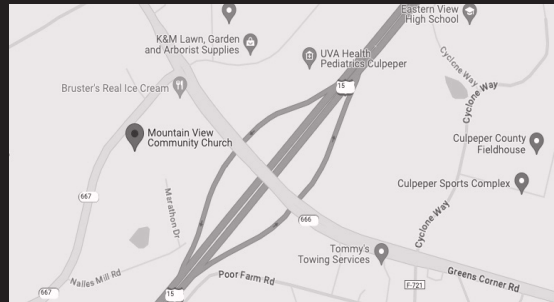 Eastern View
High School
K&M Lawn, Garden
and Arborist Supplies
UVA Health
Pediatrics Culpeper
Cyclone Way
Bruster's Real Ice Cream
15
Cyclone Way
Mountain View
Community Church
Culpeper County
Fieldhouse
Culpeper Sports Complex
667
Marathon Dr
666
Cyclone Way
Tommy's
Towing Services
Nalles Mill Rd
Poor Farm Rd
Greens Corner Rd
F-721
667
15